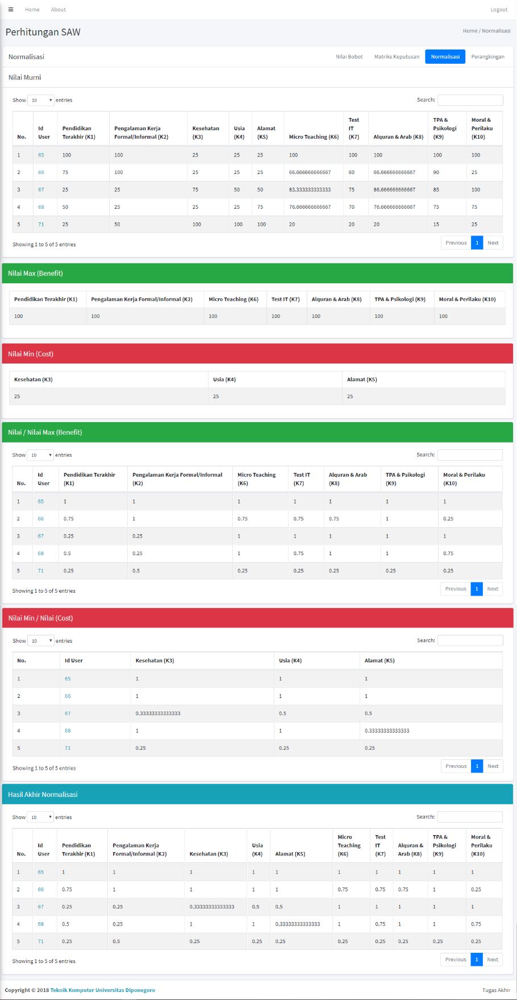 ☰ Home About Logout
Perhitungan SAW Home / Normalisasi
Normalisasi Nilai Bobot Matriks Keputusan Normalisasi Perangkingan
Nilai Murni
Show 10 entries Search:
No. Id User Pendidikan Terakhir (K1) Pengalaman Kerja Formal/Informal (K2) Kesehatan (K3) Usia (K4) Alamat (K5) Micro Teaching (K6) Test IT (K7) Alquran & Arab (K8) TPA & Psikologi (K9) Moral & Perilaku (K10)
1 65 100 100 25 25 25 100 100 100 100 100
2 66 75 100 25 25 25 66.666666666667 60 66.666666666667 90 25
3 67 25 25 75 50 50 83.333333333333 75 86.666666666667 85 100
4 68 50 25 25 25 75 76.666666666667 70 76.666666666667 75 75
5 71 25 50 100 100 100 20 20 20 15 25
Showing 1 to 5 of 5 entries Previous 1 Next
Nilai Max (Benefit)
Pendidikan Terakhir (K1) Pengalaman Kerja Formal/Informal (K2) Micro Teaching (K6) Test IT (K7) Alquran & Arab (K8) TPA & Psikologi (K9) Moral & Perilaku (K10)
100 100 100 100 100 100 100
Nilai Min (Cost)
Kesehatan (K3) Usia (K4) Alamat (K5)
25 25 25
Nilai / Nilai Max (Benefit)
Show 10 entries Search:
No. Id User Pendidikan Terakhir (K1) Pengalaman Kerja Formal/Informal (K2) Micro Teaching (K6) Test IT (K7) Alquran & Arab (K8) TPA & Psikologi (K9) Moral & Perilaku (K10)
1 65 1 1 1 1 1 1 1
2 66 0.75 1 0.75 0.75 0.75 1 0.25
3 67 0.25 0.25 1 1 1 1 1
4 68 0.5 0.25 1 0.75 1 1 0.75
5 71 0.25 0.5 0.25 0.25 0.25 0.25 0.25
Showing 1 to 5 of 5 entries Previous 1 Next
Nilai Min / Nilai (Cost)
Show 10 entries Search:
No. Id User Kesehatan (K3) Usia (K4) Alamat (K5)
1 65 1 1 1
2 66 1 1 1
3 67 0.33333333333333 0.5 0.5
4 68 1 1 0.33333333333333
5 71 0.25 0.25 0.25
Showing 1 to 5 of 5 entries Previous 1 Next
Hasil Akhir Normalisasi
Show 10 entries Search:
No. Id User Pendidikan Terakhir (K1) Pengalaman Kerja Formal/Informal (K2) Kesehatan (K3) Usia (K4) Alamat (K5) Micro Teaching (K6) Test IT (K7) Alquran & Arab (K8) TPA & Psikologi (K9) Moral & Perilaku (K10)
1 65 1 1 1 1 1 1 1 1 1 1
2 66 0.75 1 1 1 1 0.75 0.75 0.75 1 0.25
3 67 0.25 0.25 0.33333333333333 0.5 0.5 1 1 1 1 1
4 68 0.5 0.25 1 1 0.33333333333333 1 0.75 1 1 0.75
5 71 0.25 0.5 0.25 0.25 0.25 0.25 0.25 0.25 0.25 0.25
Showing 1 to 5 of 5 entries Previous 1 Next
Copyright © 2018 Teknik Komputer Universitas Diponegoro Tugas Akhir